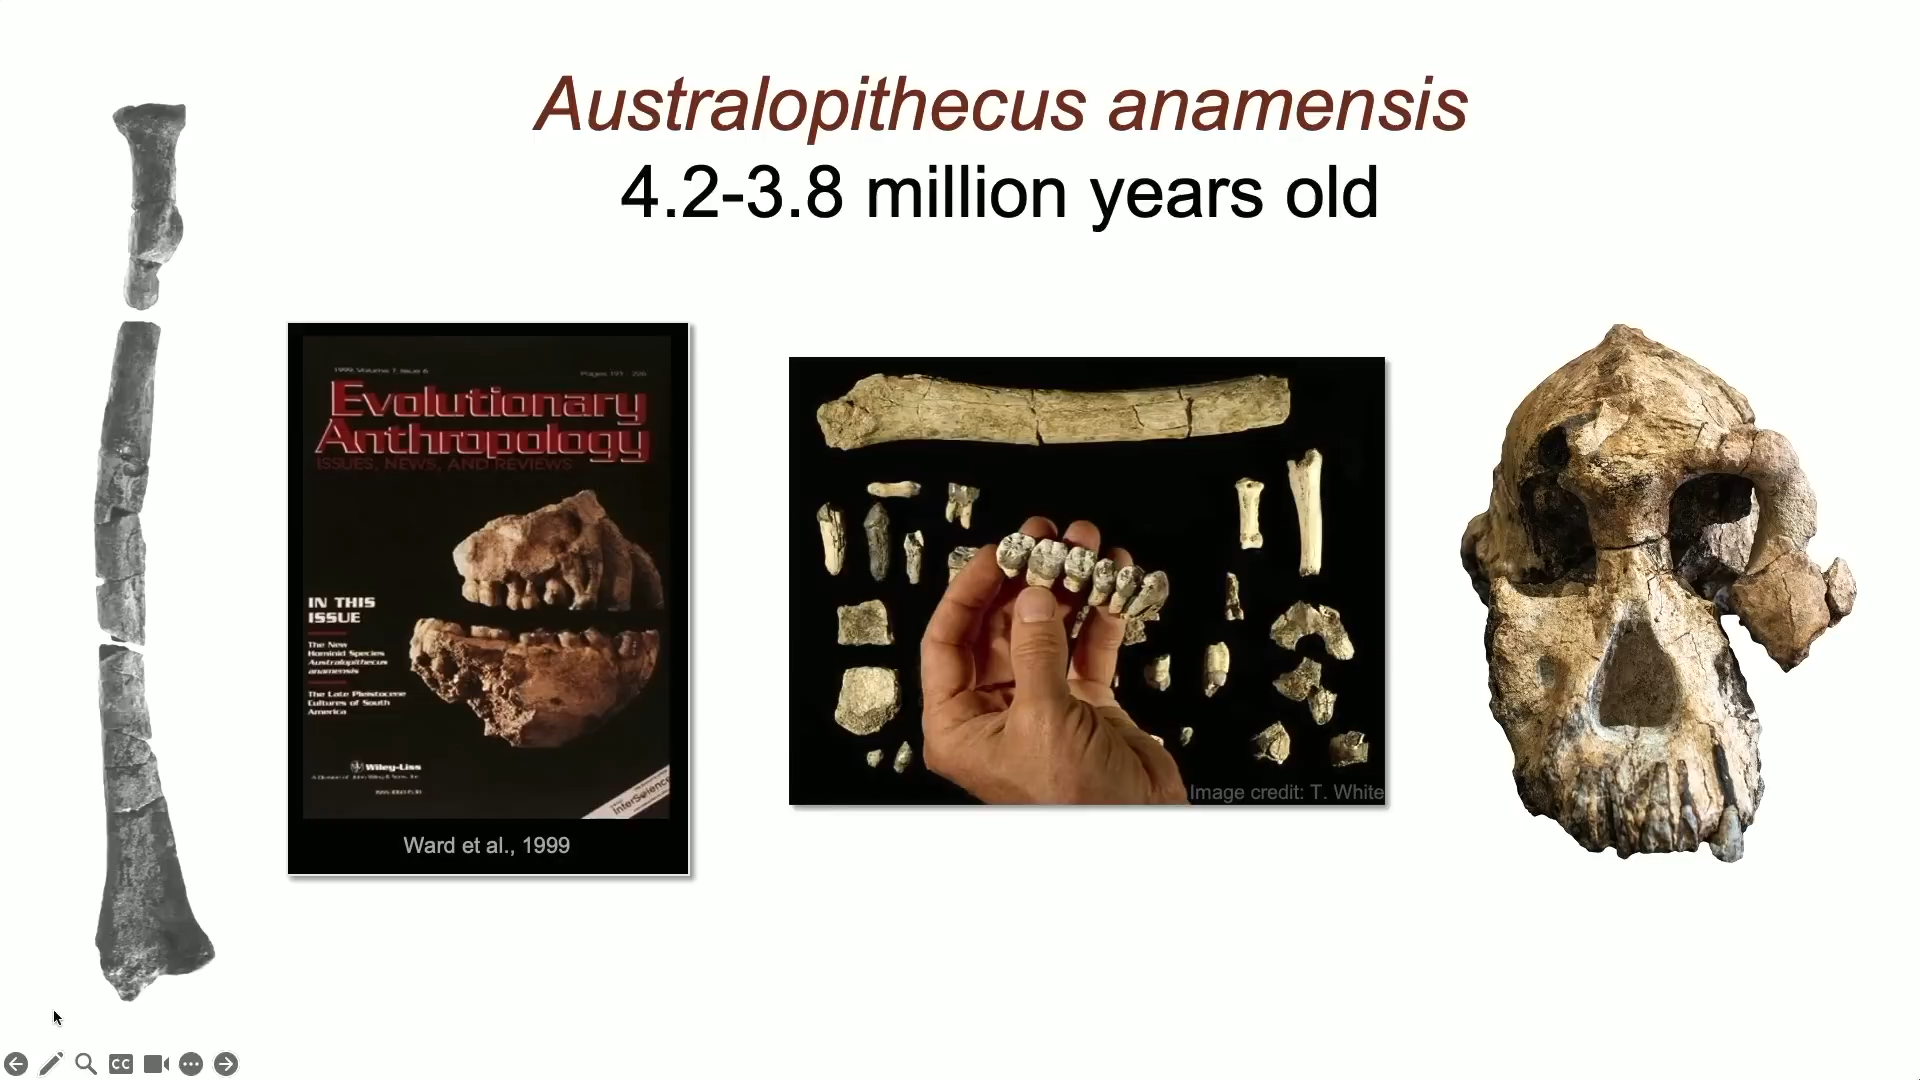 Australopithecus anamensis
4.2-3.8 million years old
1999 Volume 7, Issue 6
Pages 191 - 226
Evolutionary
Anthropology
ISSUES, NEWS, AND REVIEWS
IN THIS
ISSUE
The New
Hominid Species
Australopithecus
anamensis
The Late Pleistocene
Cultures of South
America
Wiley-Liss
A Division of John Wiley & Sons, Inc.
InterScience
Ward et al., 1999
Image credit: T. White
CC